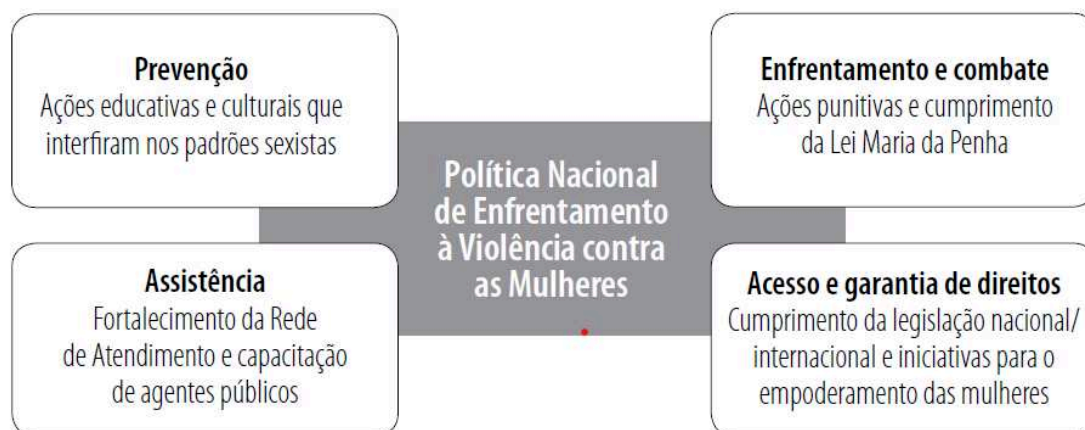 Prevenção
Ações educativas e culturais que
interfiram nos padrões sexistas
Enfrentamento e combate
Ações punitivas e cumprimento
da Lei Maria da Penha
Política Nacional
de Enfrentamento
à Violência contra
as Mulheres
Assistência
Fortalecimento da Rede
de Atendimento e capacitação
de agentes públicos
Acesso e garantia de direitos
Cumprimento da legislação nacional/
internacional e iniciativas para o
empoderamento das mulheres